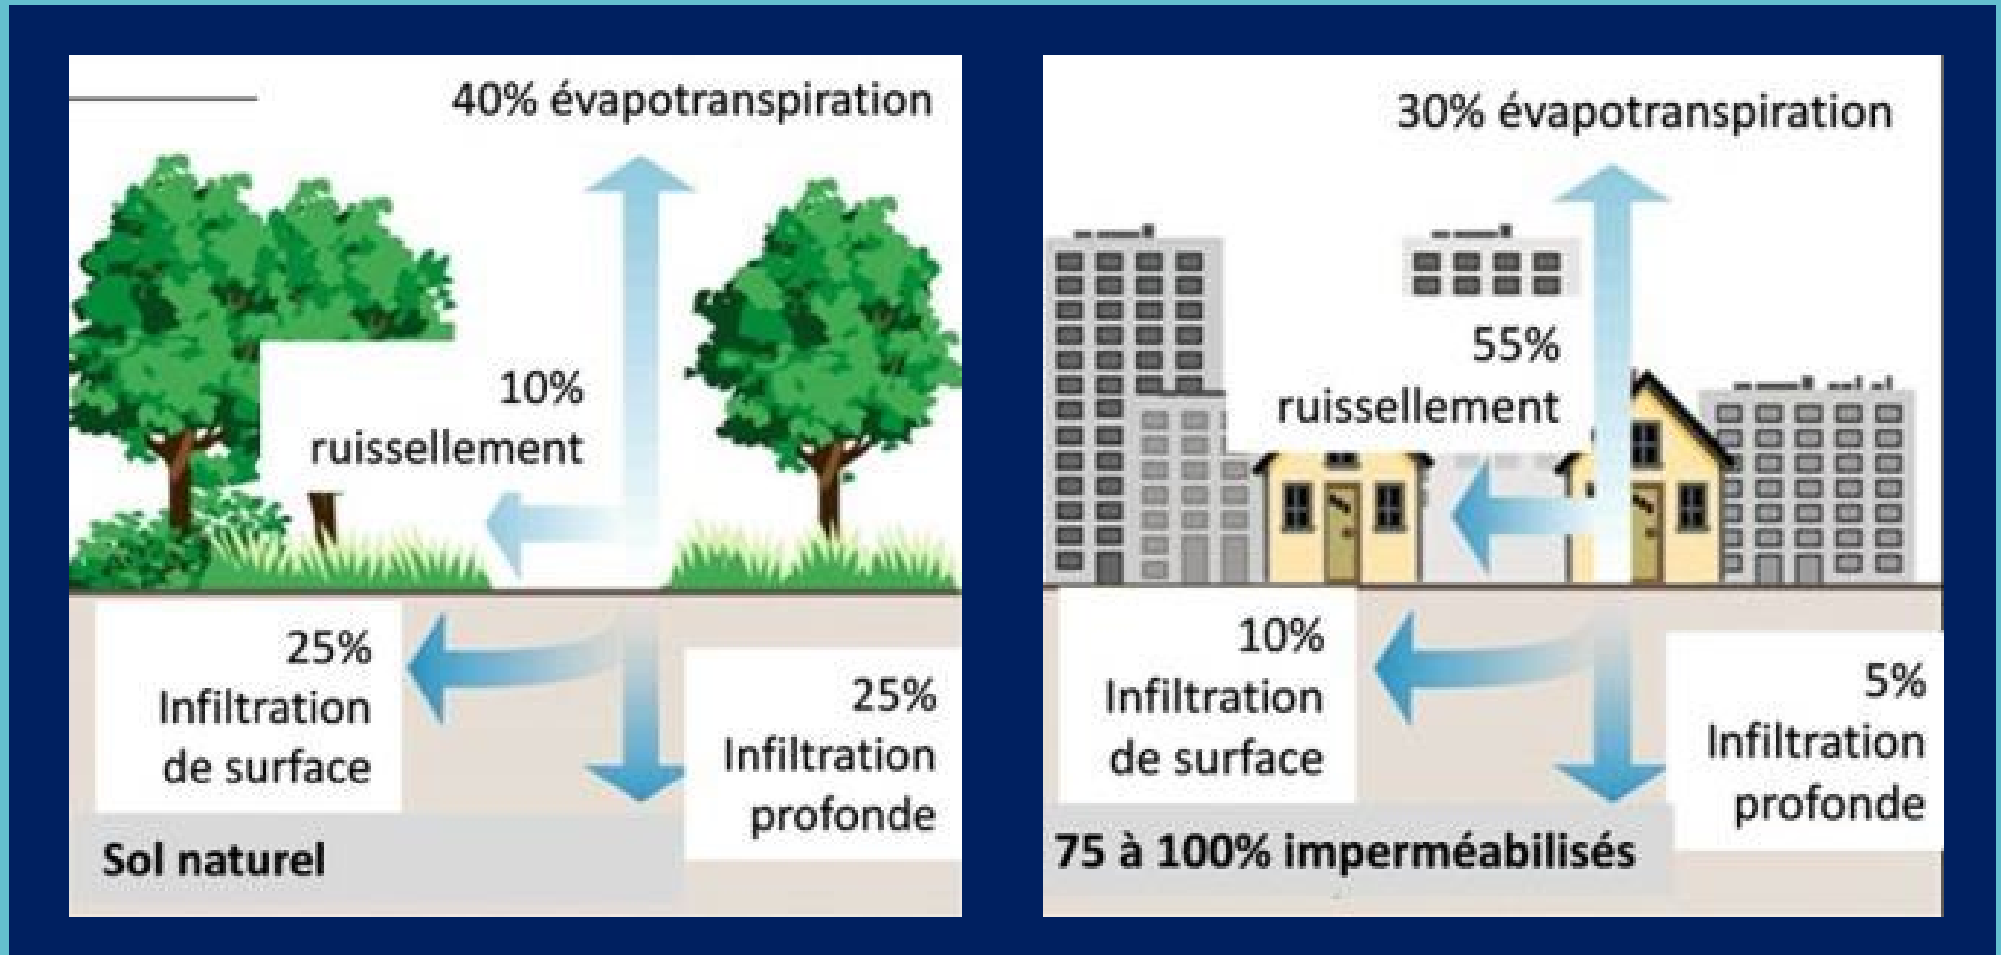 40% évapotranspiration
10%
ruissellement
25%
Infiltration
de surface
25%
Infiltration
profonde
Sol naturel
30% évapotranspiration
55%
ruissellement
10%
Infiltration
de surface
5%
Infiltration
profonde
75 à 100% imperméabilisés